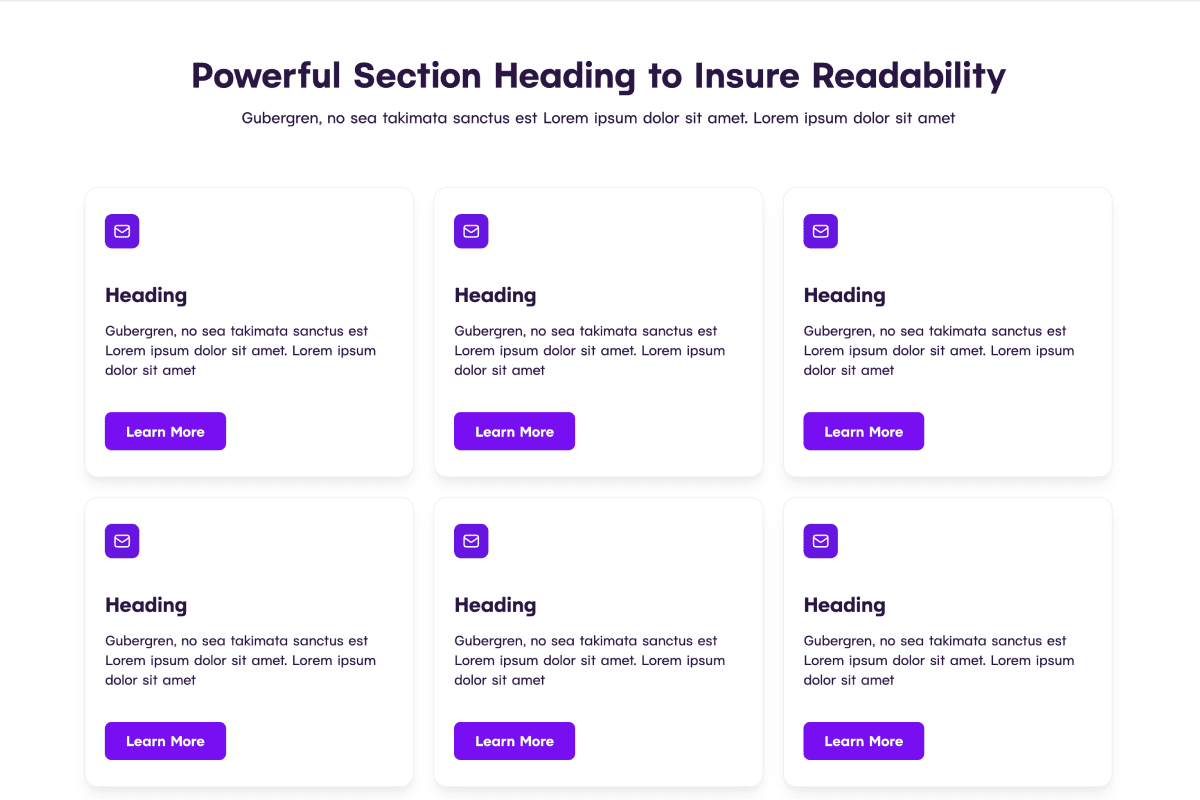 Powerful Section Heading to Insure Readability
Gubergren, no sea takimata sanctus est Lorem ipsum dolor sit amet. Lorem ipsum dolor sit amet
Heading
Gubergren, no sea takimata sanctus est
Lorem ipsum dolor sit amet. Lorem ipsum
dolor sit amet
Learn More
Heading
Gubergren, no sea takimata sanctus est
Lorem ipsum dolor sit amet. Lorem ipsum
dolor sit amet
Learn More
Heading
Gubergren, no sea takimata sanctus est
Lorem ipsum dolor sit amet. Lorem ipsum
dolor sit amet
Learn More
Heading
Gubergren, no sea takimata sanctus est
Lorem ipsum dolor sit amet. Lorem ipsum
dolor sit amet
Learn More
Heading
Gubergren, no sea takimata sanctus est
Lorem ipsum dolor sit amet. Lorem ipsum
dolor sit amet
Learn More
Heading
Gubergren, no sea takimata sanctus est
Lorem ipsum dolor sit amet. Lorem ipsum
dolor sit amet
Learn More